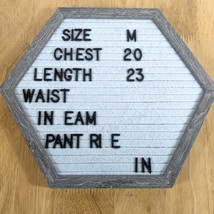 SIZE M
CHEST 20
LENGTH 23
WAIST
IN EAM
PANT RI E
IN